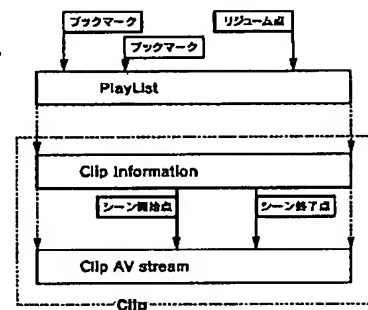 ブックマーク
リジューム点
ブックマーク
PlayList
Clip Information
シーン開始点
シーン終了点
Clip AV stream
Clip